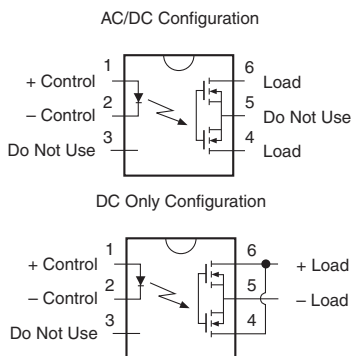 AC/DC Configuration
1 6
+ Control Load
2 5
– Control Do Not Use
3 4
Do Not Use Load
DC Only Configuration
1 6
+ Control + Load
2 5
– Control – Load
3 4
Do Not Use